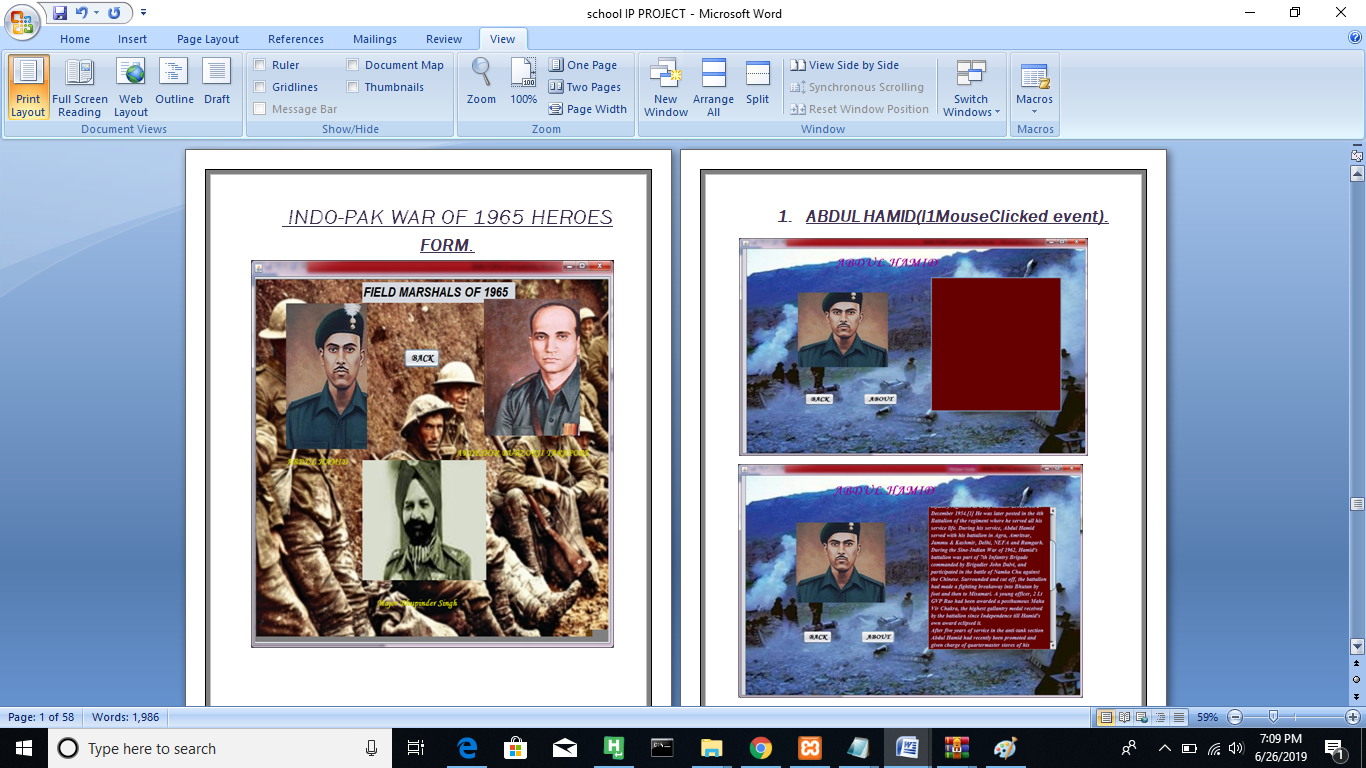 school IP PROJECT - Microsoft Word
Home Insert Page Layout References Mailings Review View
Ruler Document Map One Page View Side by Side
Gridlines Thumbnails Two Pages Synchronous Scrolling
Message Bar Page Width Reset Window Position
Print Layout Full Screen Reading Web Layout Outline Draft Zoom 100% New Window Arrange All Split Switch Windows Macros
Document Views Show/Hide Zoom Window Macros
INDO-PAK WAR OF 1965 HEROES
FORM.
FIELD MARSHALS OF 1965
BACK
ABDUL HAMID
Major Bhupinder Singh
1. ABDUL HAMID(l1MouseClicked event).
ABDUL HAMID
BACK ABOUT
ABDUL HAMID
December 1954.[1] He was later posted in the 4th
Battalion of the regiment where he served all his
service life. During his service, Abdul Hamid
served with his battalion in Agra, Amritsar,
Jammu & Kashmir, Delhi, NEFA and Ramgarh.
During the Sino-Indian War of 1962, Hamid's
battalion was part of 7th Infantry Brigade
commanded by Brigadier John Dalvi, and
participated in the battle of Namka Chu against
the Chinese. Surrounded and cut off, the battalion
had made a fighting breakaway into Bhutan by
foot and then to Misamari. A young officer, 2 Lt
GVP Rao had been awarded a posthumous Maha
Vir Chakra, the highest gallantry medal received
by the battalion since Independence till Hamid's
own award eclipsed it.
After five years of service in the anti-tank section
Abdul Hamid had recently been promoted and
given charge of quartermaster stores of his
BACK ABOUT
Page: 1 of 58 Words: 1,986 59%
Type here to search
7:09 PM
6/26/2019
1